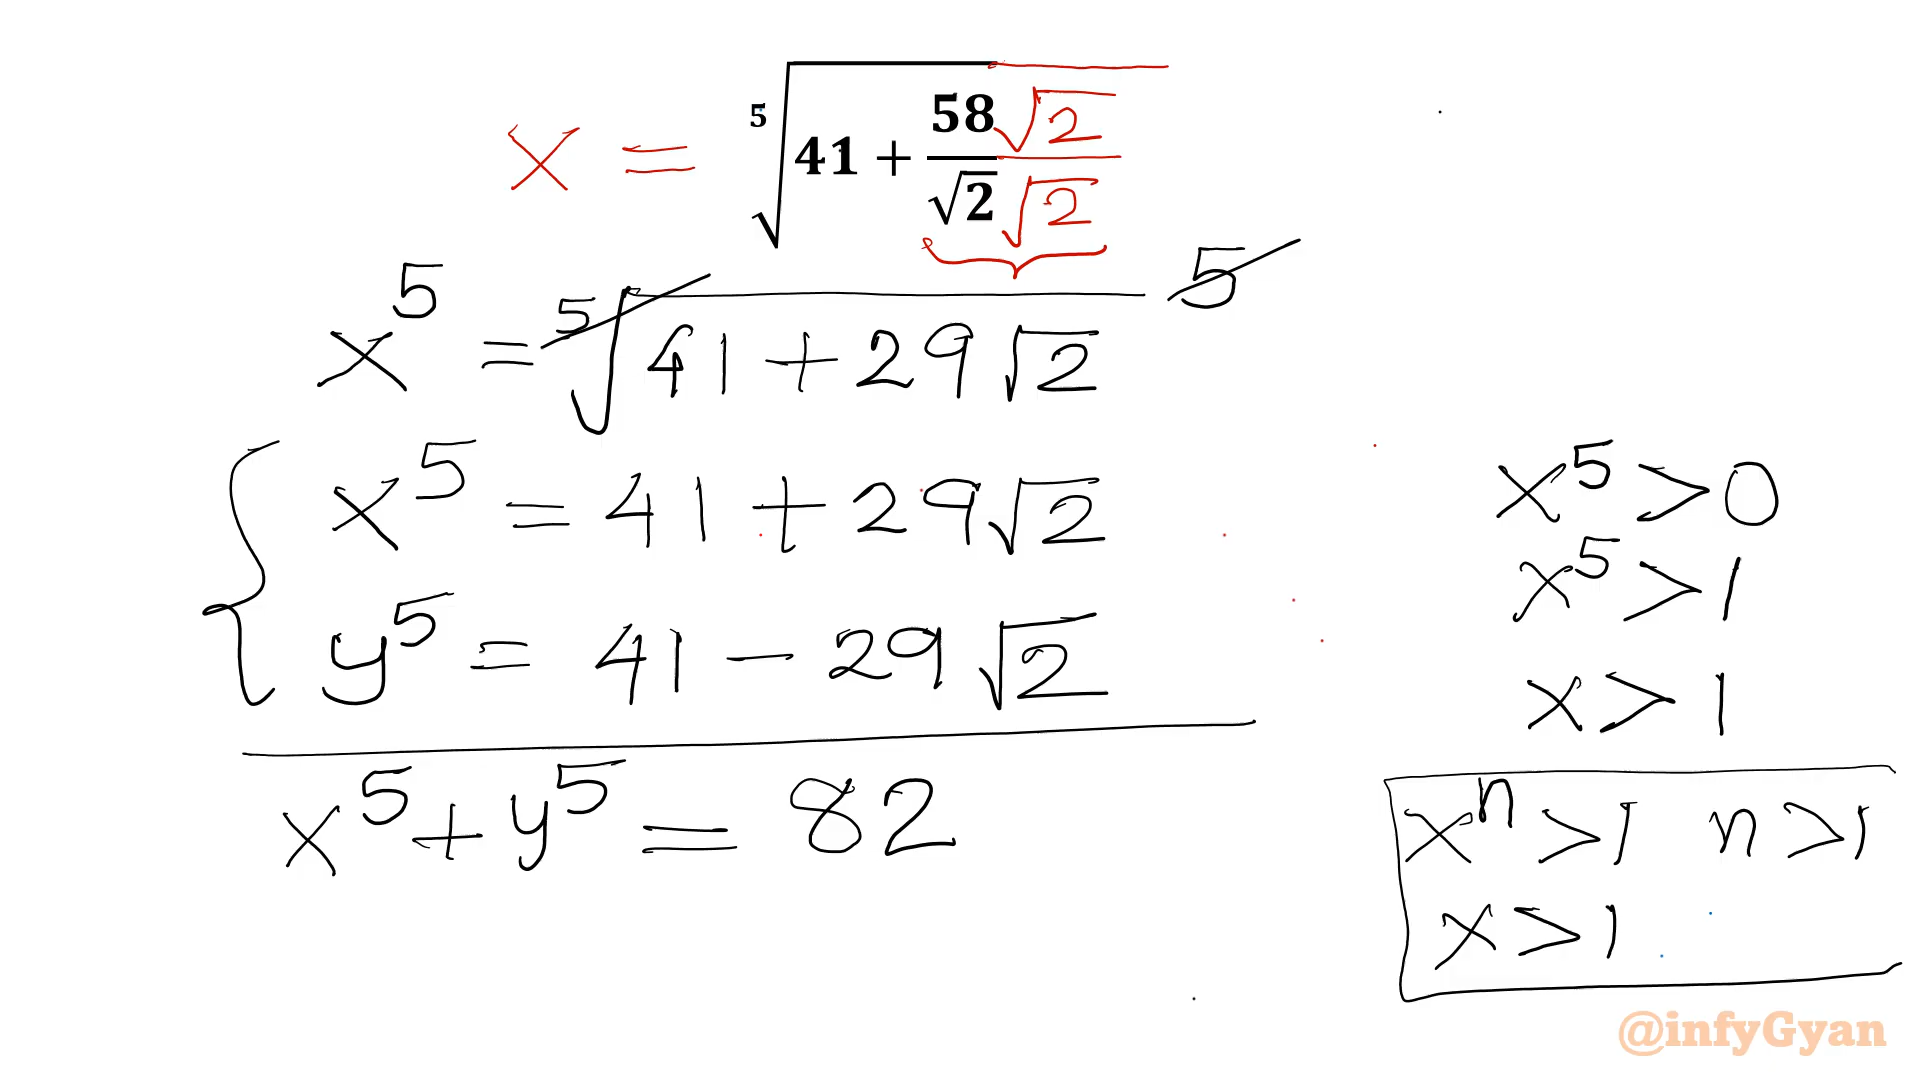 x = ⁵√(41 + 58√2/√2√2)
x⁵ = ⁵√(41 + 29√2) ⁵
x⁵ = 41 + 29√2
y⁵ = 41 − 29√2
x⁵ + y⁵ = 82
x⁵ > 0
x⁵ > 1
x > 1
xⁿ > 1 n > 1
x > 1
@infyGyan